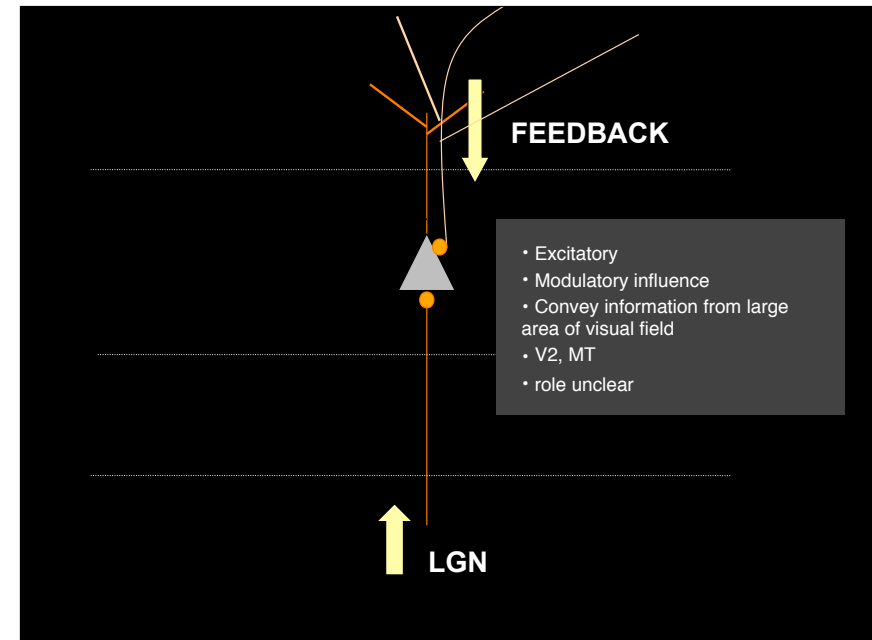 FEEDBACK
• Excitatory
• Modulatory influence
• Convey information from large
area of visual field
• V2, MT
• role unclear
LGN